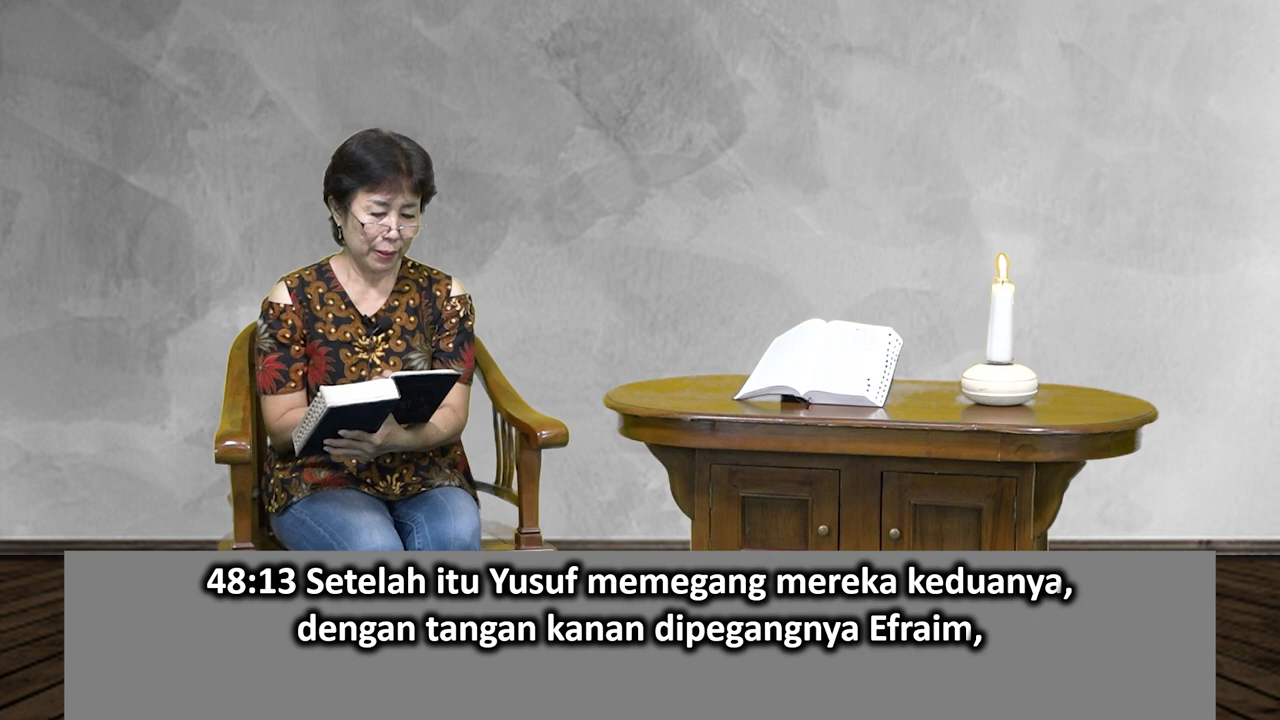 48:13 Setelah itu Yusuf memegang mereka keduanya,
dengan tangan kanan dipegangnya Efraim,